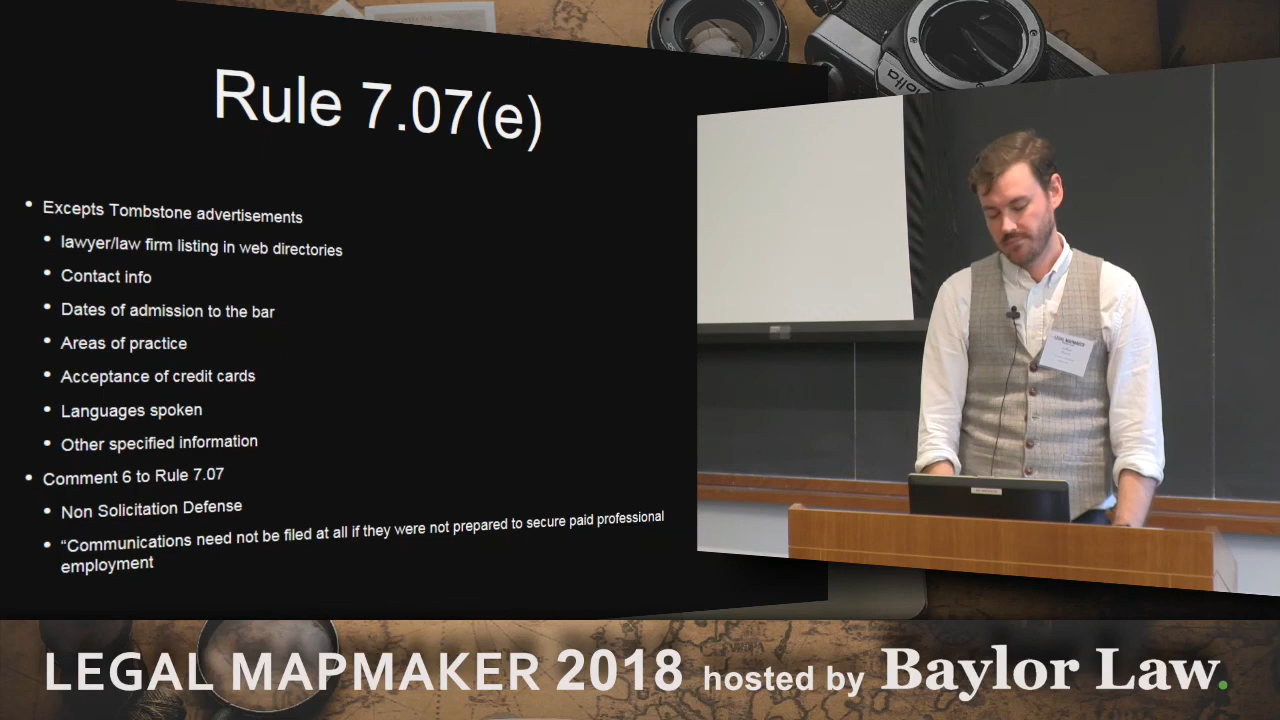 Rule 7.07(e)
• Excepts Tombstone advertisements
• lawyer/law firm listing in web directories
• Contact info
• Dates of admission to the bar
• Areas of practice
• Acceptance of credit cards
• Languages spoken
• Other specified information
• Comment 6 to Rule 7.07
• Non Solicitation Defense
• “Communications need not be filed at all if they were not prepared to secure paid professional
employment
LEGAL MAPMAKER
LEGAL MAPMAKER 2018 hosted by Baylor Law.